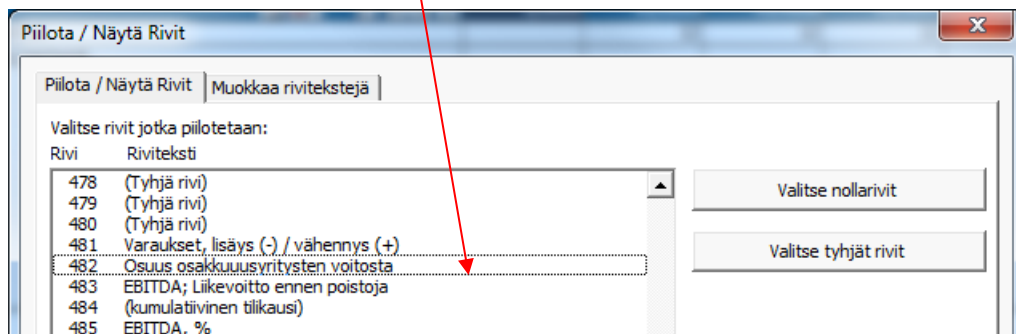 Piilota / Näytä Rivit
Piilota / Näytä Rivit Muokkaa rivitekstejä
Valitse rivit jotka piilotetaan:
Rivi Riviteksti
478 (Tyhjä rivi)
479 (Tyhjä rivi)
480 (Tyhjä rivi)
481 Varaukset, lisäys (-) / vähennys (+)
482 Osuus osakkuuusyritysten voitosta
483 EBITDA; Liikevoitto ennen poistoja
484 (kumulatiivinen tilikausi)
485 EBITDA, %
Valitse nollarivit
Valitse tyhjät rivit